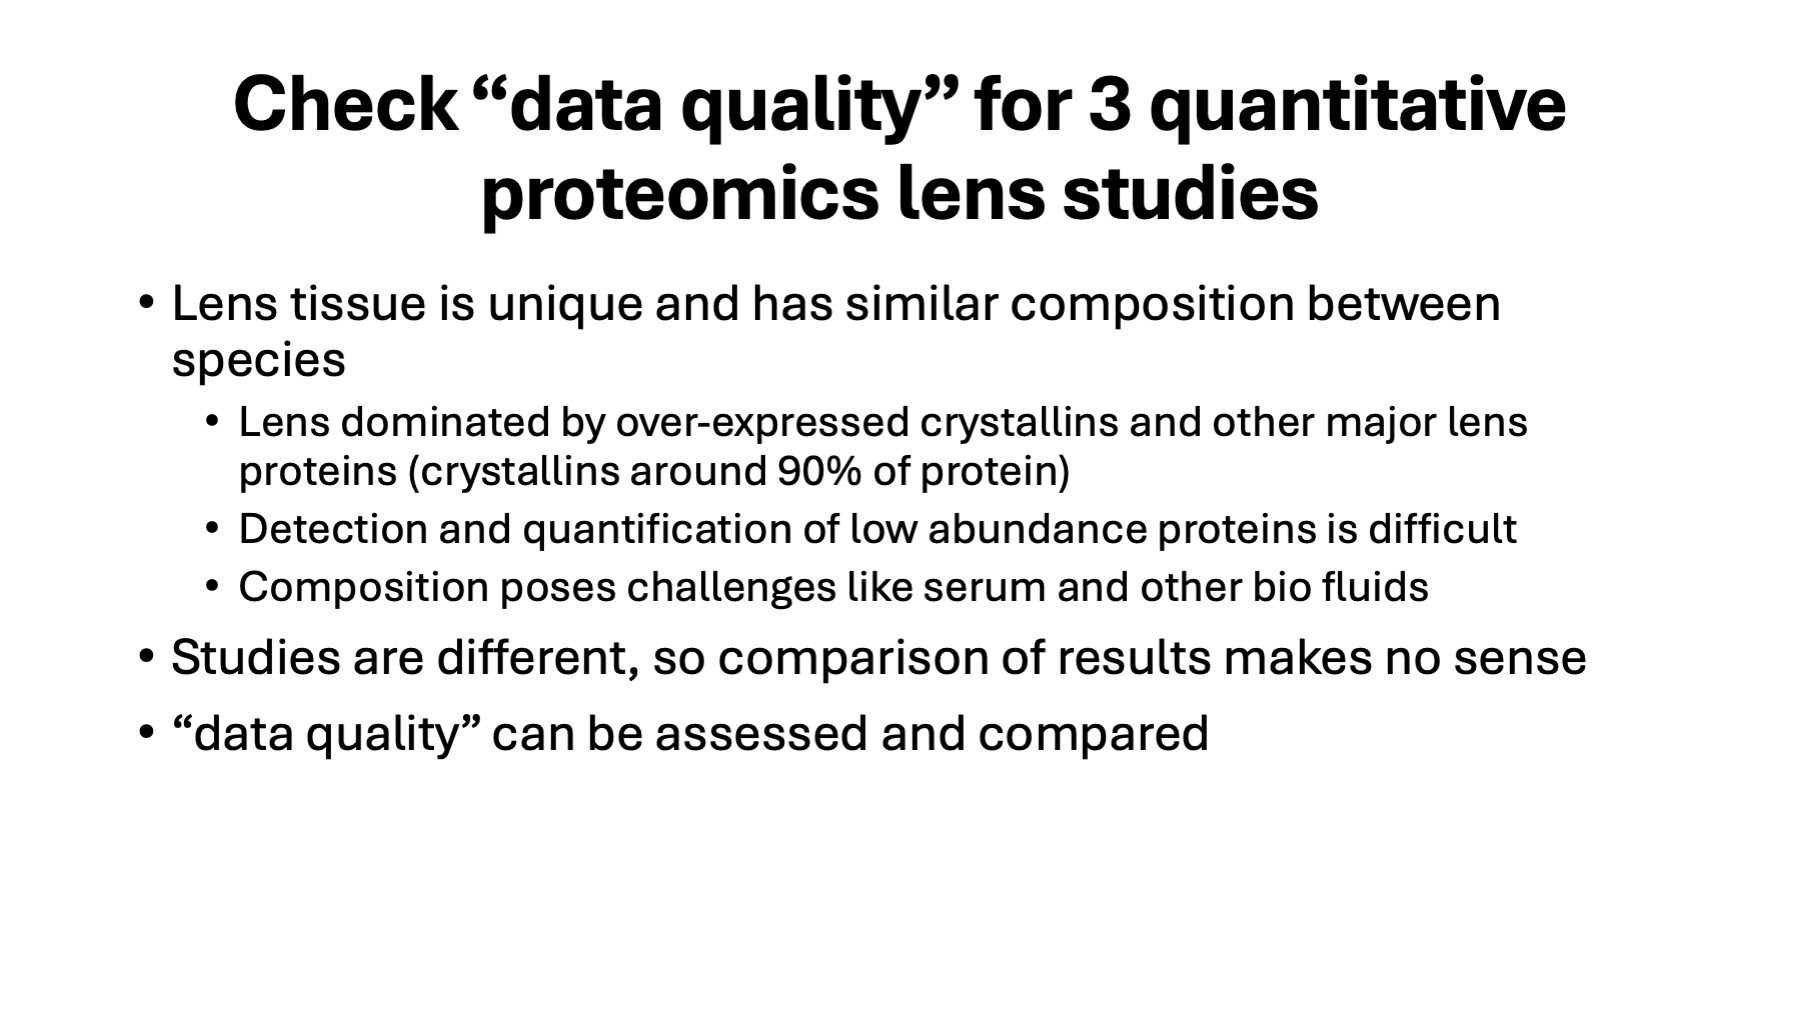 Check “data quality” for 3 quantitative
proteomics lens studies
• Lens tissue is unique and has similar composition between
species
• Lens dominated by over-expressed crystallins and other major lens
proteins (crystallins around 90% of protein)
• Detection and quantification of low abundance proteins is difficult
• Composition poses challenges like serum and other bio fluids
• Studies are different, so comparison of results makes no sense
• “data quality” can be assessed and compared